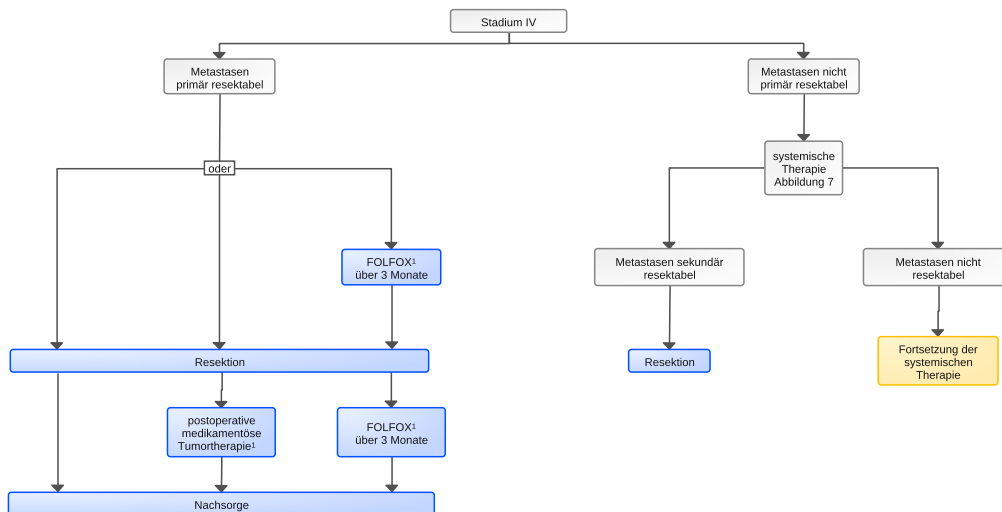 Stadium IV
Metastasen
primär resektabel
Metastasen nicht
primär resektabel
oder
systemische
Therapie
Abbildung 7
FOLFOX¹
über 3 Monate
Metastasen sekundär
resektabel
Metastasen nicht
resektabel
Resektion
Resektion
Fortsetzung der
systemischen
Therapie
postoperative
medikamentöse
Tumortherapie¹
FOLFOX¹
über 3 Monate
Nachsorge